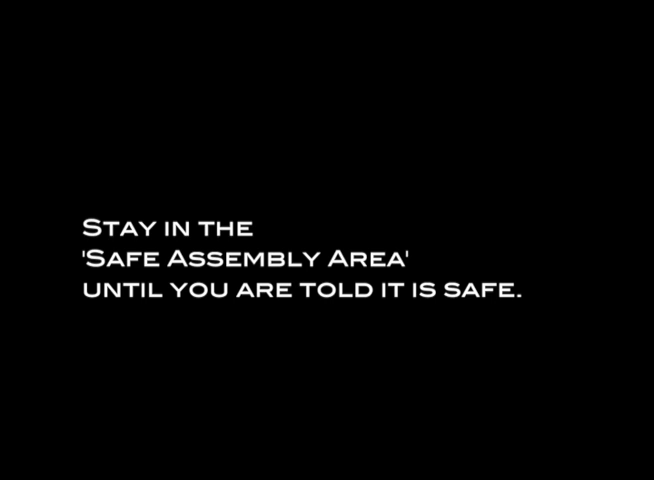 Stay in the
'Safe Assembly Area'
until you are told it is safe.